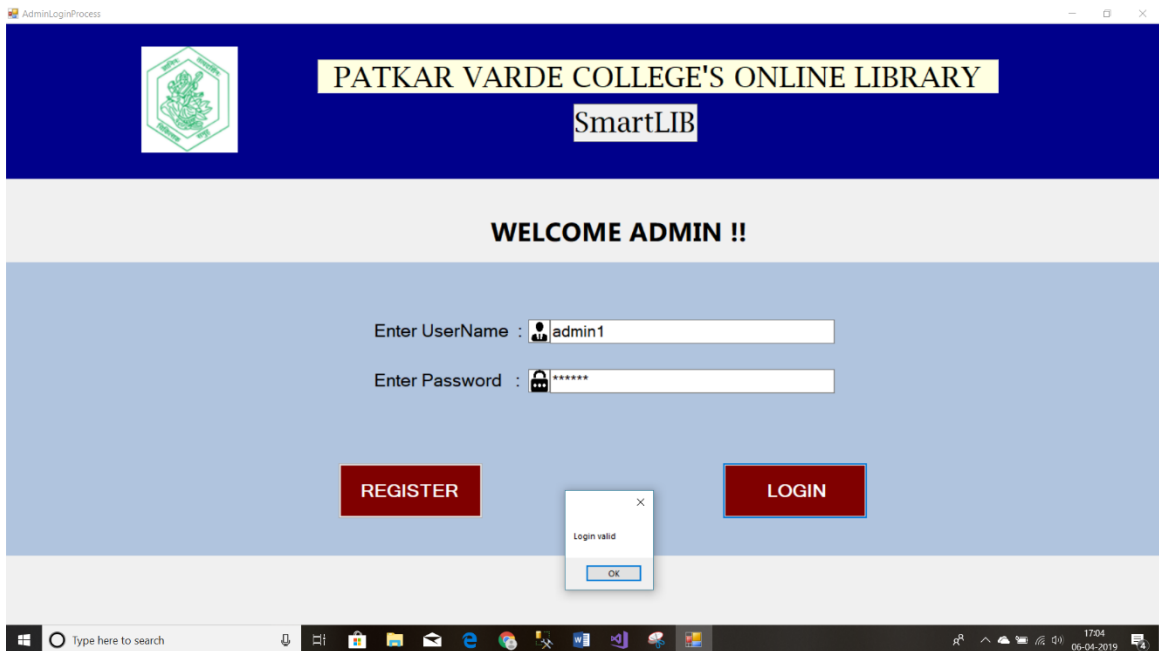 AdminLoginProcess
PATKAR VARDE COLLEGE'S ONLINE LIBRARY
SmartLIB
WELCOME ADMIN !!
Enter UserName : admin1
Enter Password : ******
REGISTER
LOGIN
Login valid
OK
Type here to search
17:04
06-04-2019
4